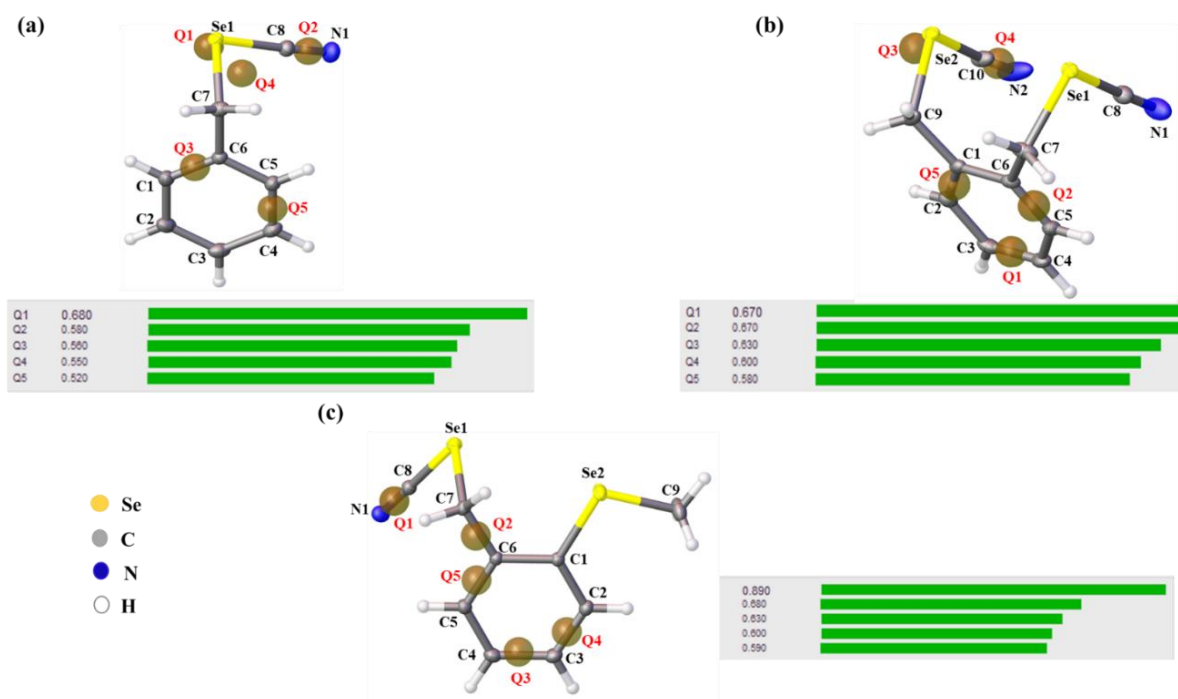 (a)
Se1
C8
Q2
N1
Q1
Q4
C7
Q3
C6
C5
C1
Q5
C2
C4
C3
Q1 0.680
Q2 0.580
Q3 0.560
Q4 0.550
Q5 0.520
(b)
Q3
Q4
Se2
C10
N2
Se1
C8
N1
C9
C7
C1
C6
Q5
Q2
C2
C5
C3
C4
Q1
Q1 0.670
Q2 0.670
Q3 0.630
Q4 0.600
Q5 0.580
(c)
Se1
C8
Se2
C9
N1
Q1
C7
Q2
C6
C1
Q5
C2
C5
Q4
C4
C3
Q3
0.890
0.680
0.630
0.600
0.590
Se
C
N
H